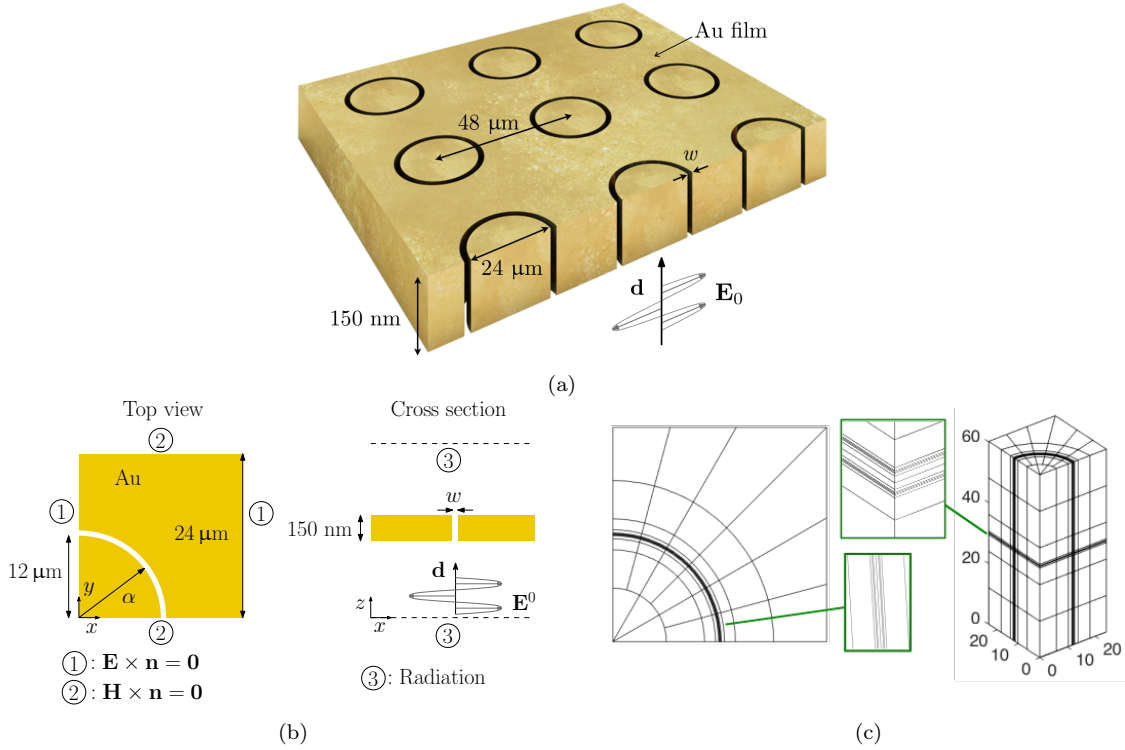 Au film
48 µm
w
24 µm
d
E₀
150 nm
(a)
Top view
②
Au
①
①
24 µm
12 µm
y
α
x
②
①: E × n = 0
②: H × n = 0
Cross section
③
w
150 nm
d
E⁰
z
x
③
③: Radiation
(b)
60
40
20
0
20
10
0
0
10
20
(c)